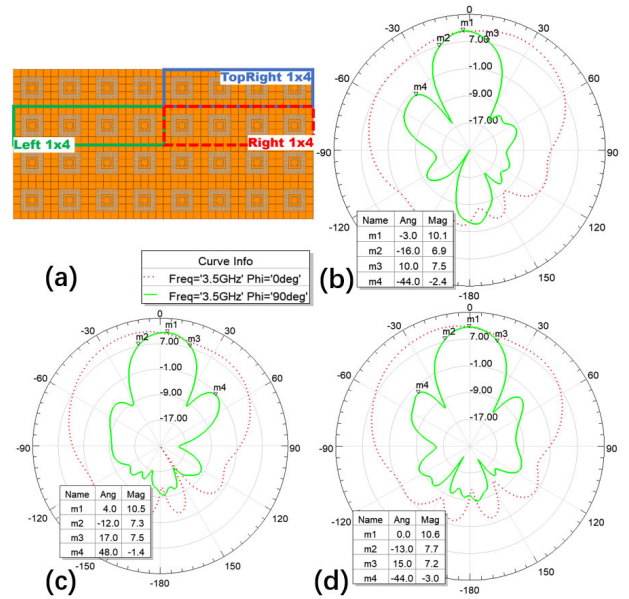 (a)
TopRight 1x4
Left 1x4
Right 1x4
Curve Info
Freq='3.5GHz' Phi='0deg'
Freq='3.5GHz' Phi='90deg'
(b)
0
m1
m2
m3
m4
7.00
-1.00
-9.00
-17.00
-30
30
-60
60
-90
90
-120
120
150
-180
Name Ang Mag
m1 -3.0 10.1
m2 -16.0 6.9
m3 10.0 7.5
m4 -44.0 -2.4
(c)
0
m1
m2
m3
m4
7.00
-1.00
-9.00
-17.00
-30
30
-60
60
-90
90
-120
120
-150
150
-180
Name Ang Mag
m1 4.0 10.5
m2 -12.0 7.3
m3 17.0 7.5
m4 48.0 -1.4
(d)
0
m1
m2
m3
m4
7.00
-1.00
-9.00
-17.00
-30
30
-60
60
-90
90
-120
120
150
-180
Name Ang Mag
m1 0.0 10.6
m2 -13.0 7.7
m3 15.0 7.2
m4 -44.0 -3.0